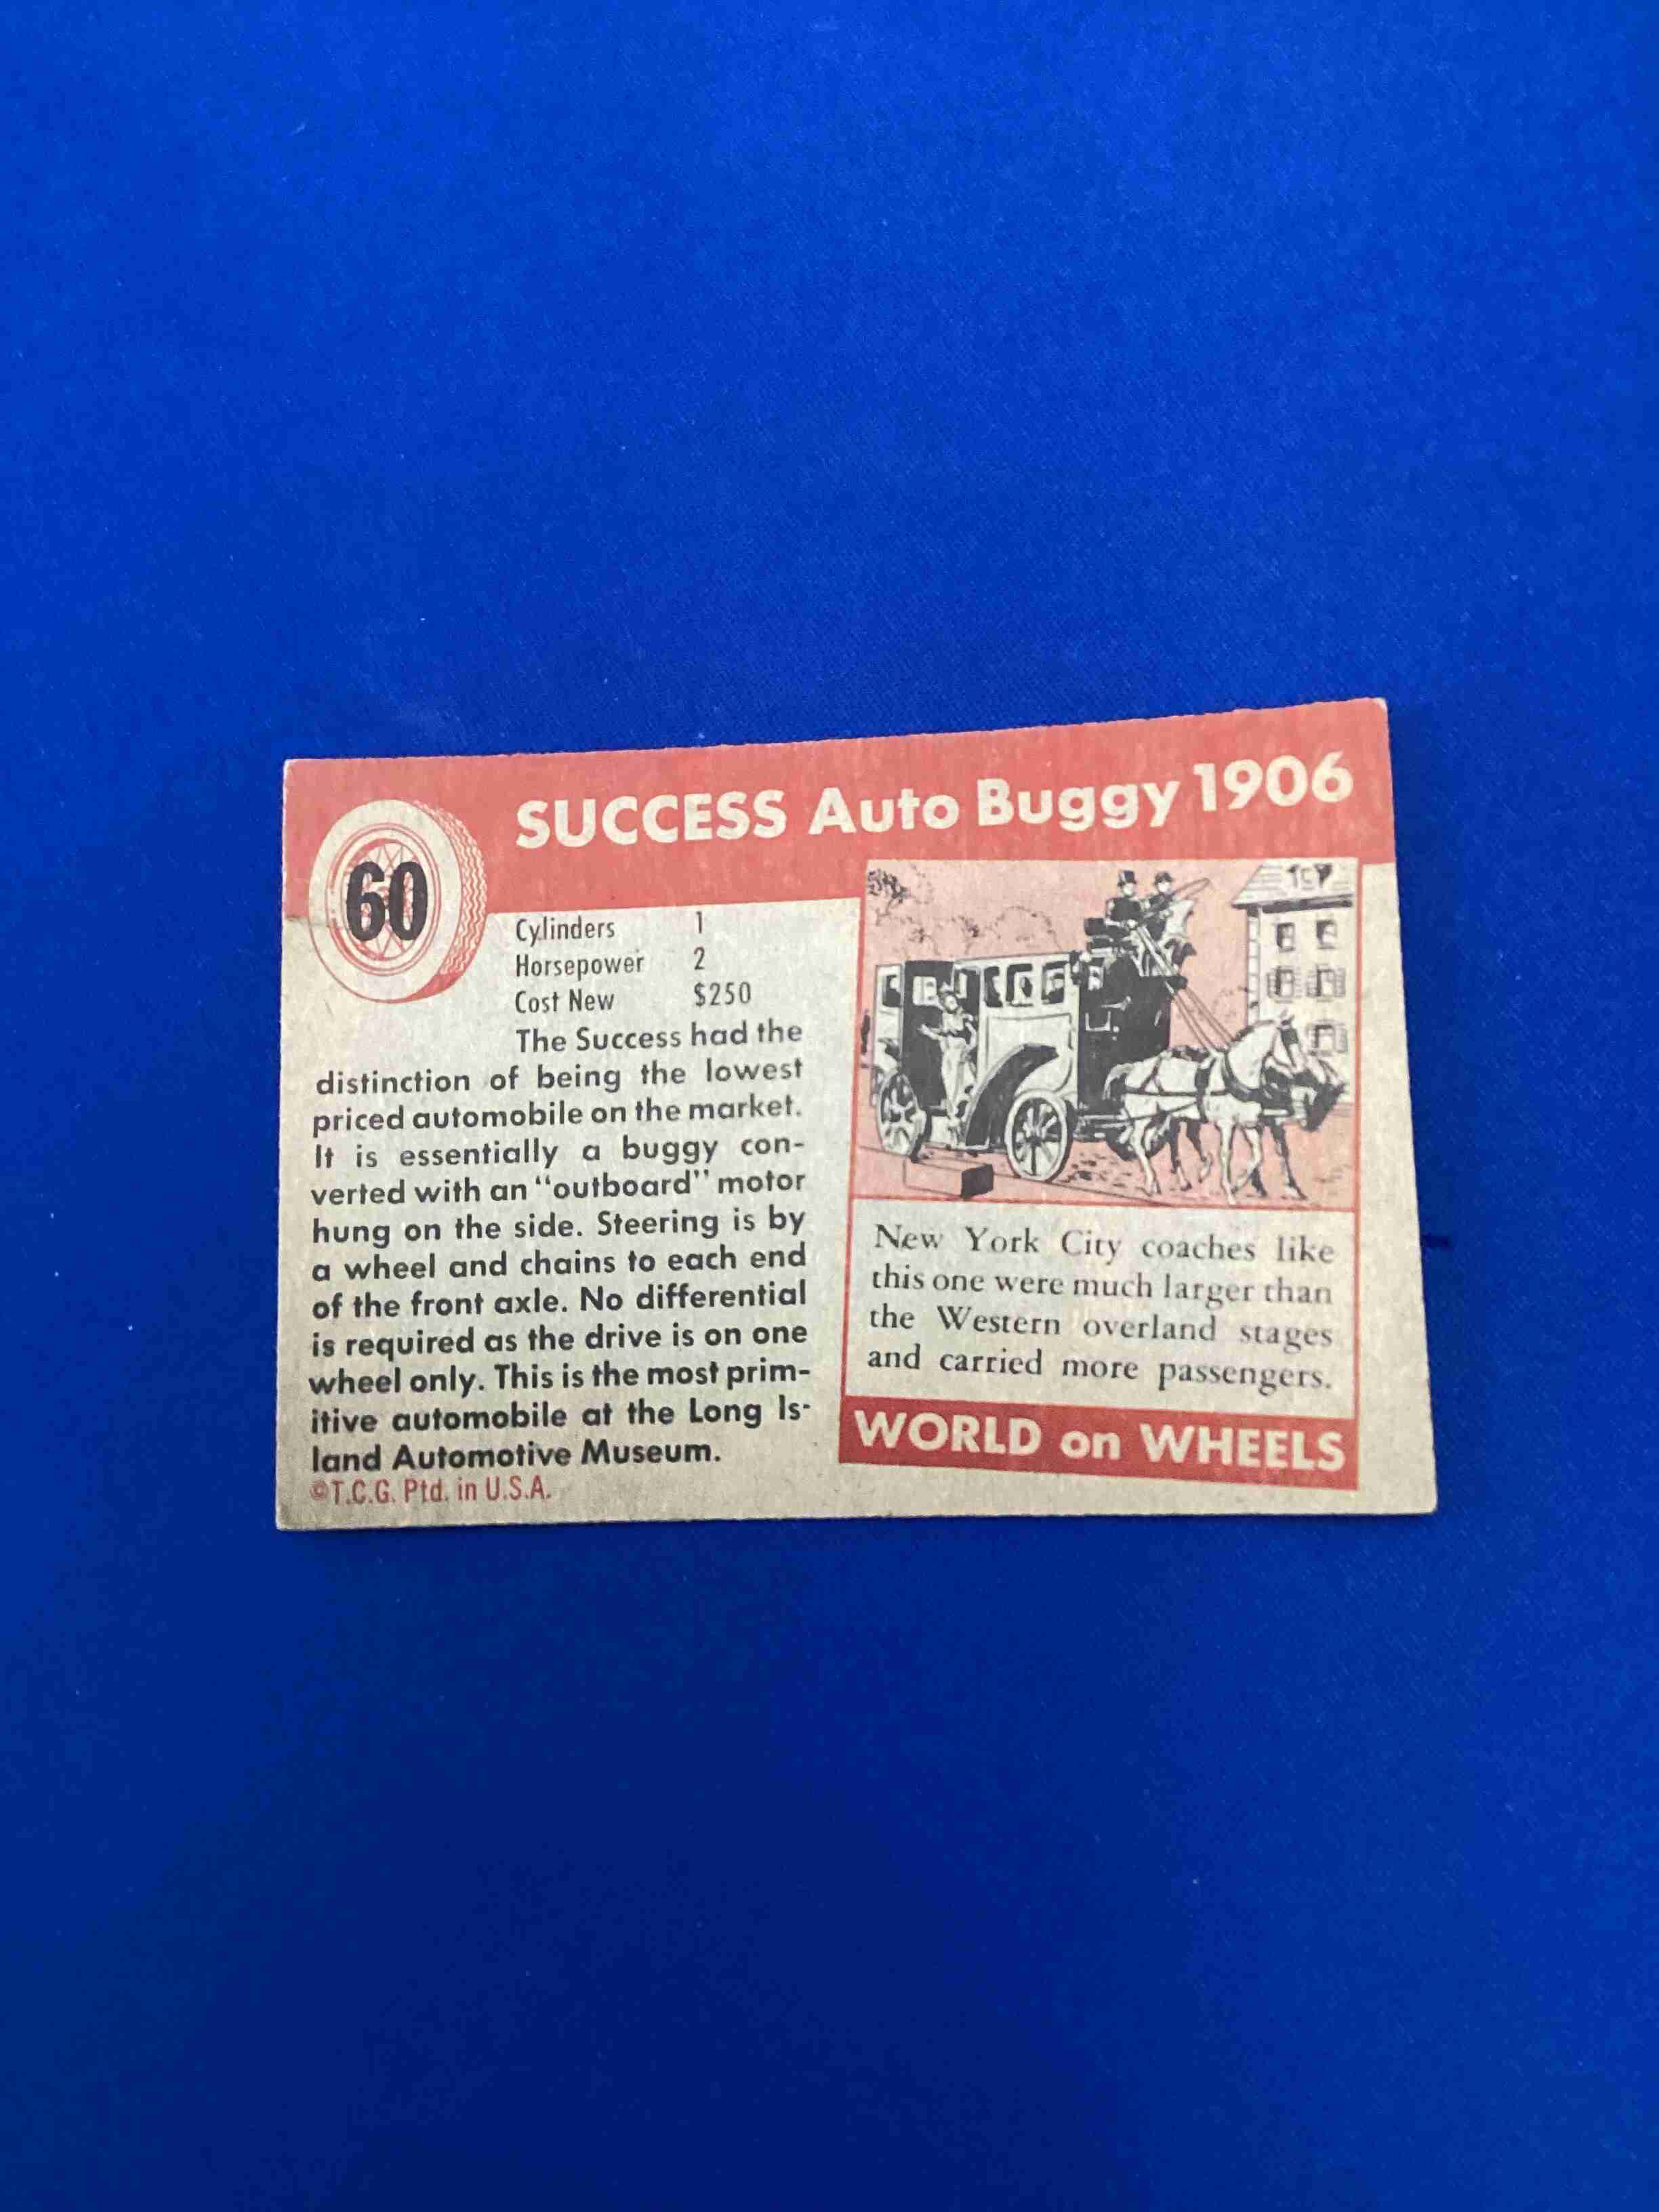 SUCCESS Auto Buggy 1906
60
Cylinders 1
Horsepower 2
Cost New $250
The Success had the
distinction of being the lowest
priced automobile on the market.
It is essentially a buggy con-
verted with an "outboard" motor
hung on the side. Steering is by
a wheel and chains to each end
of the front axle. No differential
is required as the drive is on one
wheel only. This is the most prim-
itive automobile at the Long Is-
land Automotive Museum.
©T.C.G. Ptd. in U.S.A.
New York City coaches like
this one were much larger than
the Western overland stages
and carried more passengers.
WORLD on WHEELS